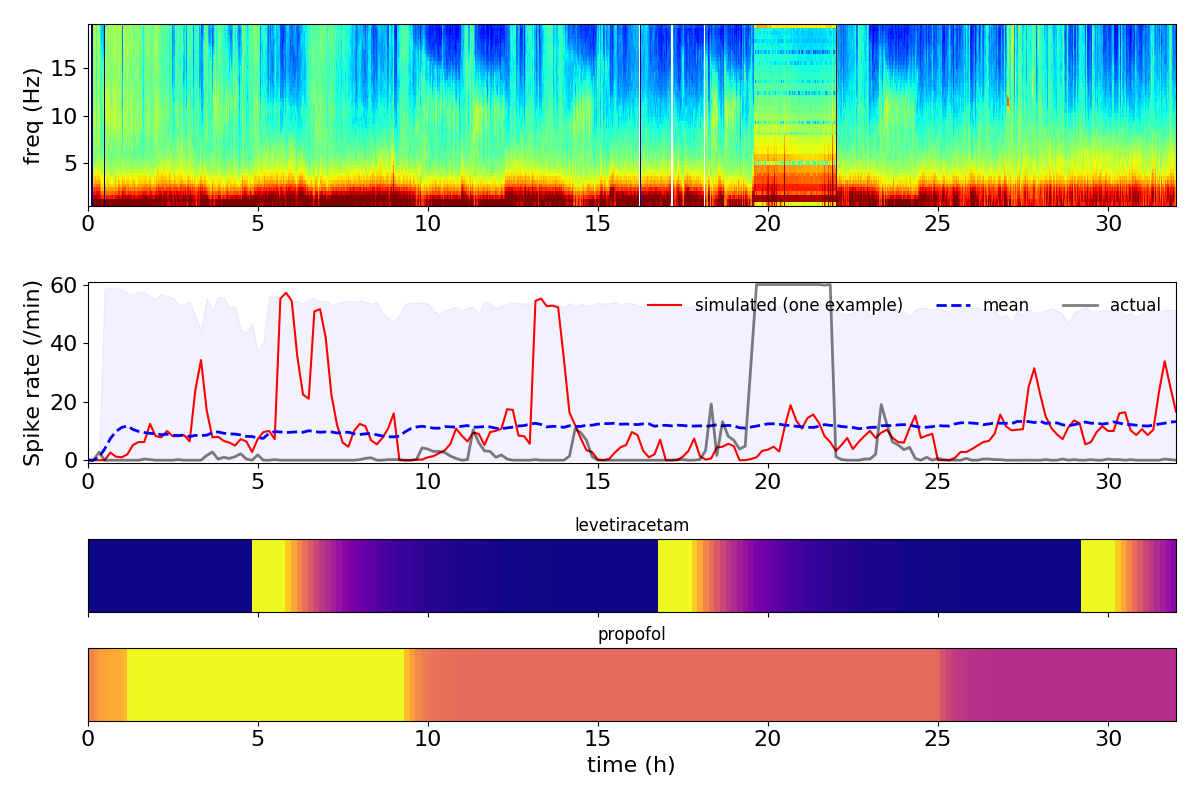 freq (Hz)
15
10
5
0 5 10 15 20 25 30
Spike rate (/min)
60
40
20
0
simulated (one example) mean actual
0 5 10 15 20 25 30
levetiracetam
propofol
0 5 10 15 20 25 30
time (h)